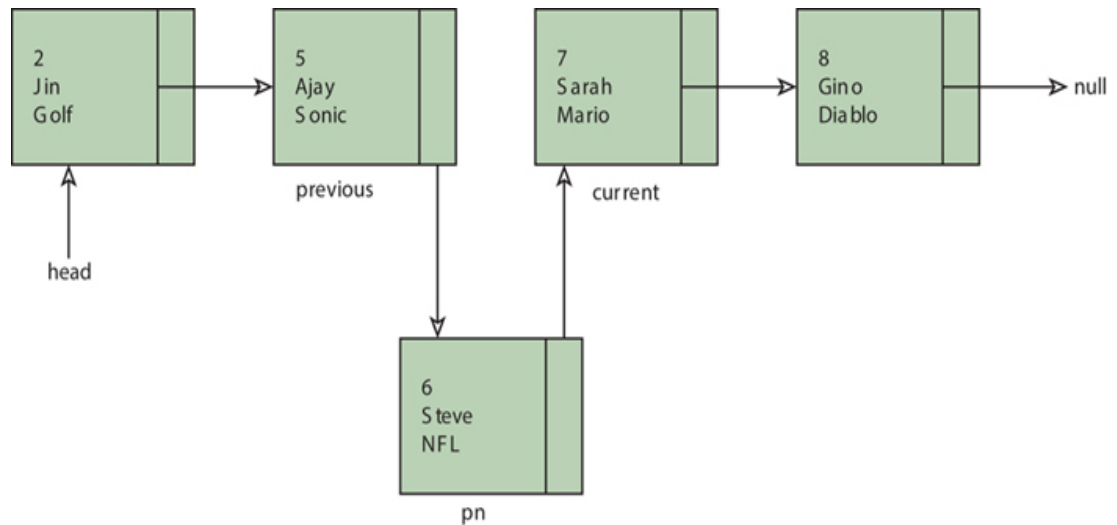 2
Jin
Golf
5
Ajay
Sonic
7
Sarah
Mario
8
Gino
Diablo
null
previous
current
head
6
Steve
NFL
pn